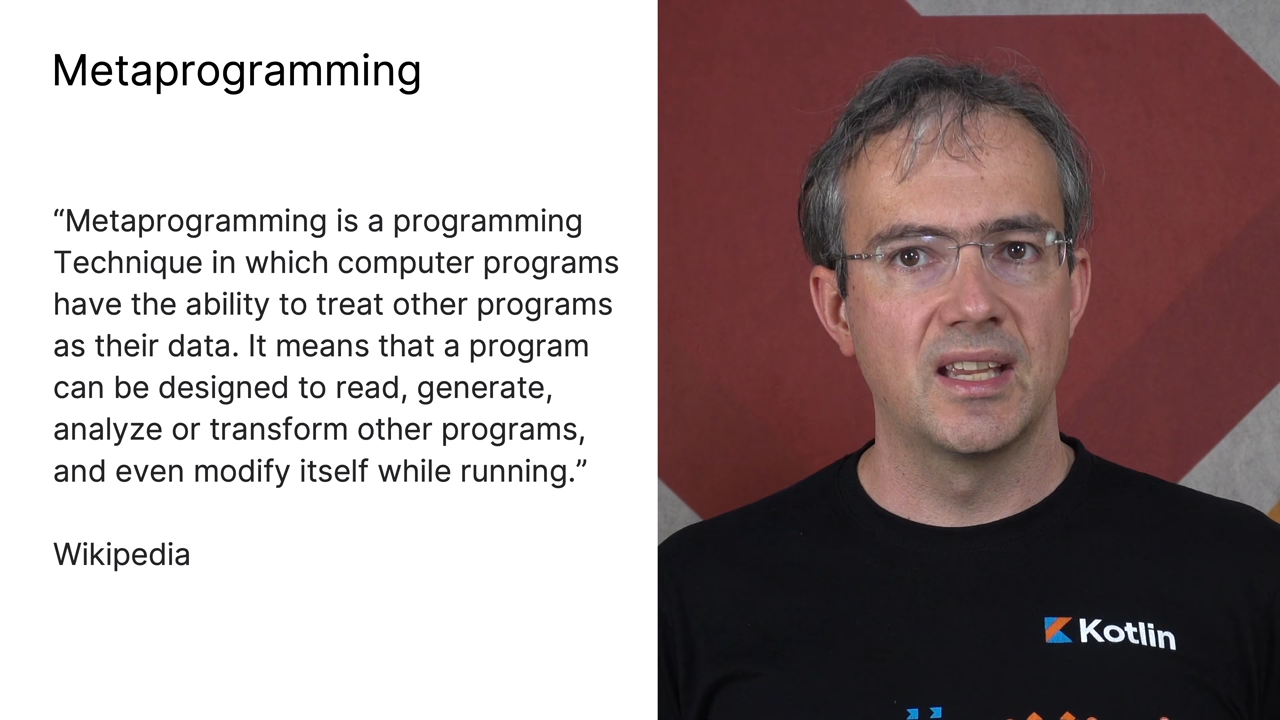 Metaprogramming
“Metaprogramming is a programming
Technique in which computer programs
have the ability to treat other programs
as their data. It means that a program
can be designed to read, generate,
analyze or transform other programs,
and even modify itself while running.”
Wikipedia
Kotlin